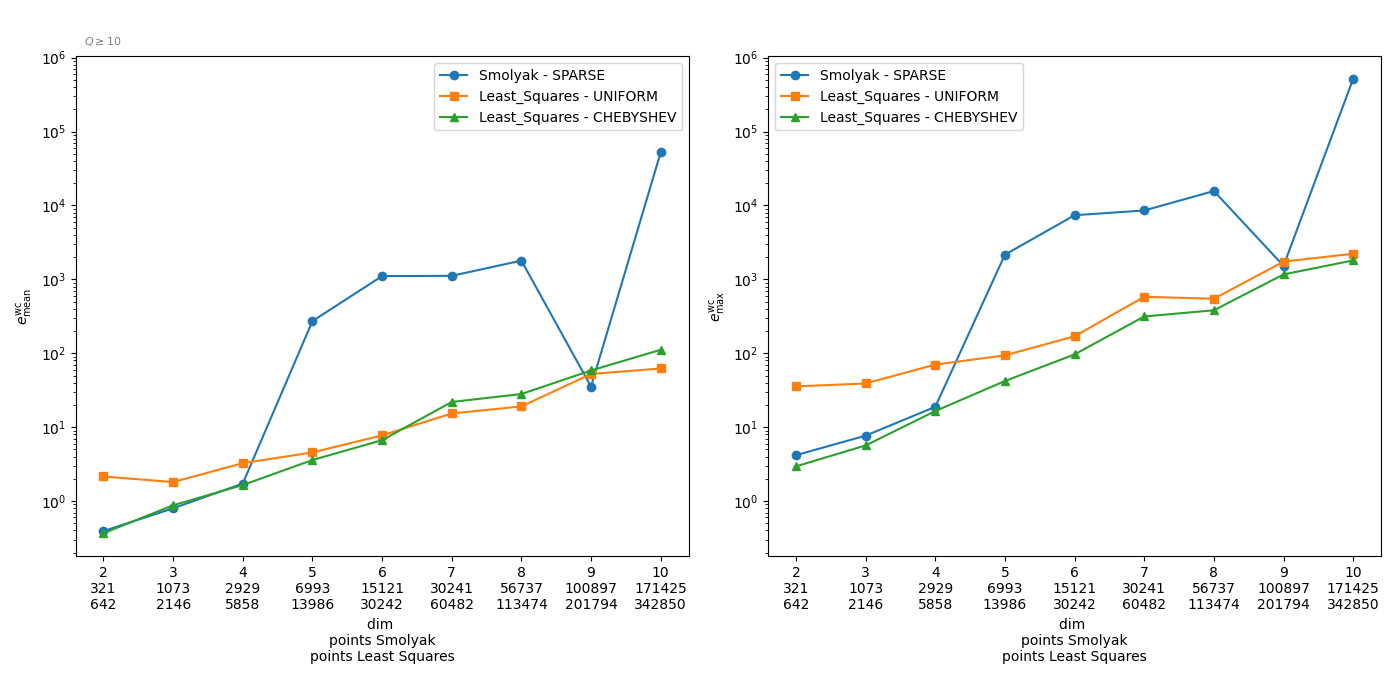 Q ≥ 10
10^6
10^5
10^4
10^3
10^2
10^1
10^0
e^wc_mean
Smolyak - SPARSE
Least_Squares - UNIFORM
Least_Squares - CHEBYSHEV
2 3 4 5 6 7 8 9 10
321 1073 2929 6993 15121 30241 56737 100897 171425
642 2146 5858 13986 30242 60482 113474 201794 342850
dim
points Smolyak
points Least Squares
10^6
10^5
10^4
10^3
10^2
10^1
10^0
e^wc_max
Smolyak - SPARSE
Least_Squares - UNIFORM
Least_Squares - CHEBYSHEV
2 3 4 5 6 7 8 9 10
321 1073 2929 6993 15121 30241 56737 100897 171425
642 2146 5858 13986 30242 60482 113474 201794 342850
dim
points Smolyak
points Least Squares